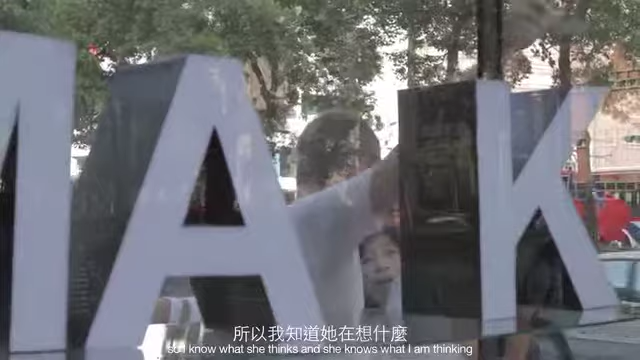 MAK
所以我知道她在想什麼
so I know what she thinks and she knows what I am thinking